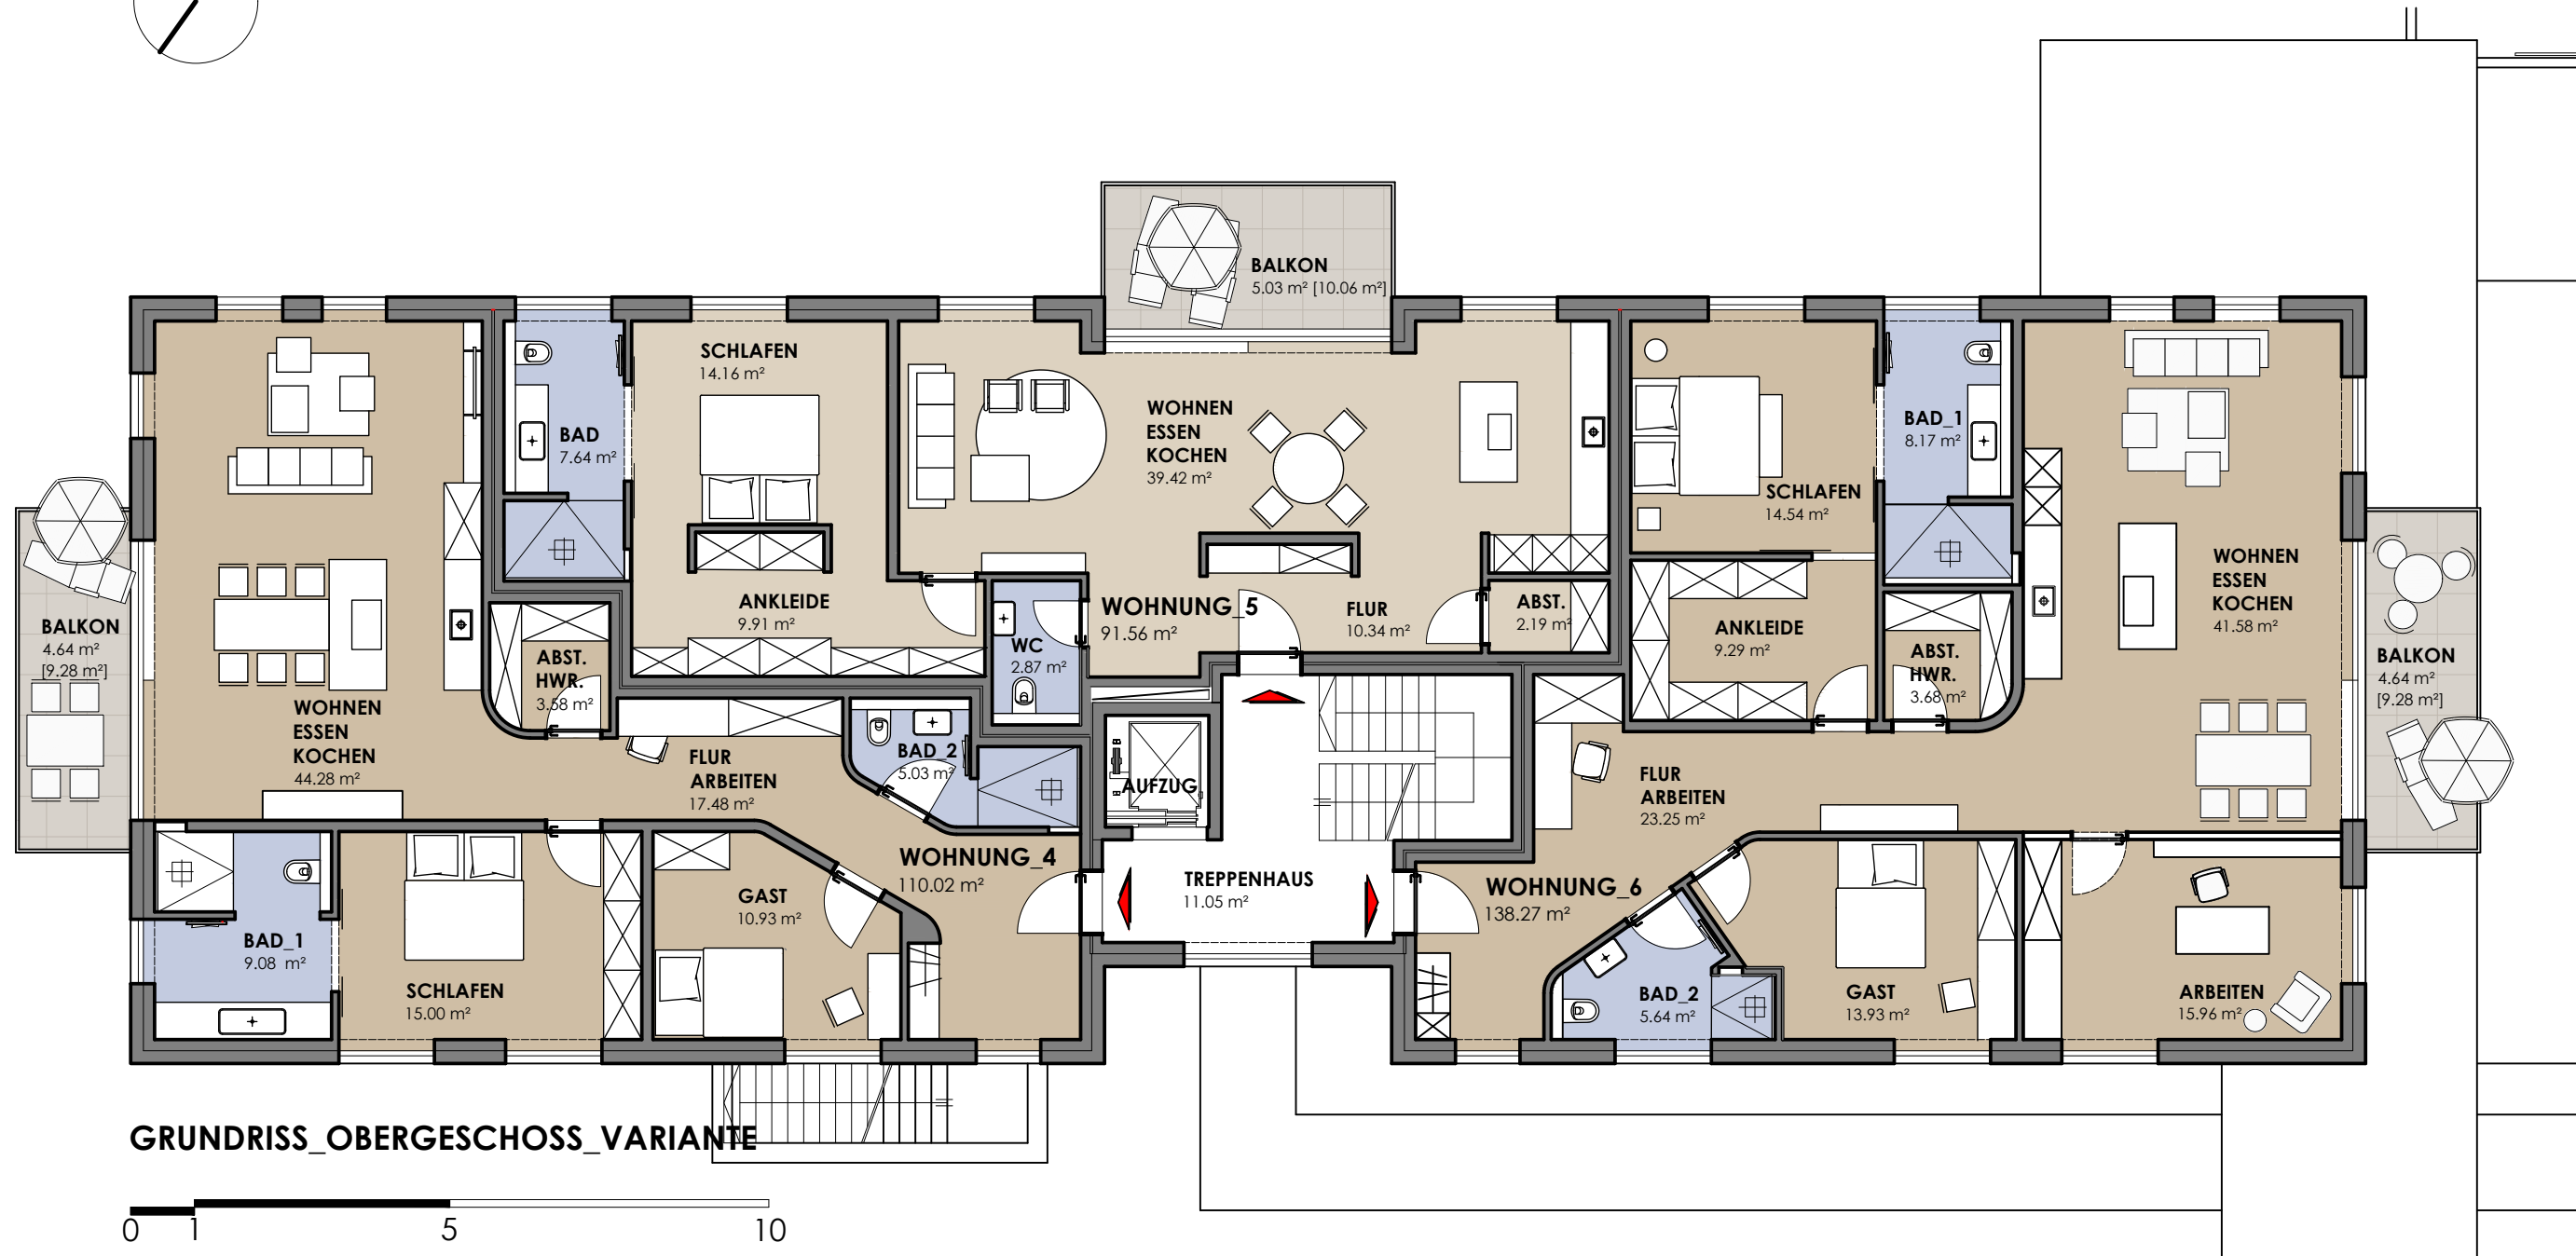 BALKON
5.03 m² [10.06 m²]
SCHLAFEN
14.16 m²
BAD
7.64 m²
WOHNEN
ESSEN
KOCHEN
39.42 m²
BAD_1
8.17 m²
SCHLAFEN
14.54 m²
WOHNEN
ESSEN
KOCHEN
41.58 m²
BALKON
4.64 m²
[9.28 m²]
ANKLEIDE
9.91 m²
WOHNUNG_5
91.56 m²
FLUR
10.34 m²
ABST.
2.19 m²
ANKLEIDE
9.29 m²
ABST.
HWR.
3.68 m²
BALKON
4.64 m²
[9.28 m²]
ABST.
HWR.
3.58 m²
WC
2.87 m²
WOHNEN
ESSEN
KOCHEN
44.28 m²
FLUR
ARBEITEN
17.48 m²
BAD_2
5.03 m²
AUFZUG
FLUR
ARBEITEN
23.25 m²
WOHNUNG_4
110.02 m²
TREPPENHAUS
11.05 m²
WOHNUNG_6
138.27 m²
GAST
10.93 m²
BAD_1
9.08 m²
SCHLAFEN
15.00 m²
BAD_2
5.64 m²
GAST
13.93 m²
ARBEITEN
15.96 m²
GRUNDRISS_OBERGESCHOSS_VARIANTE
0 1 5 10